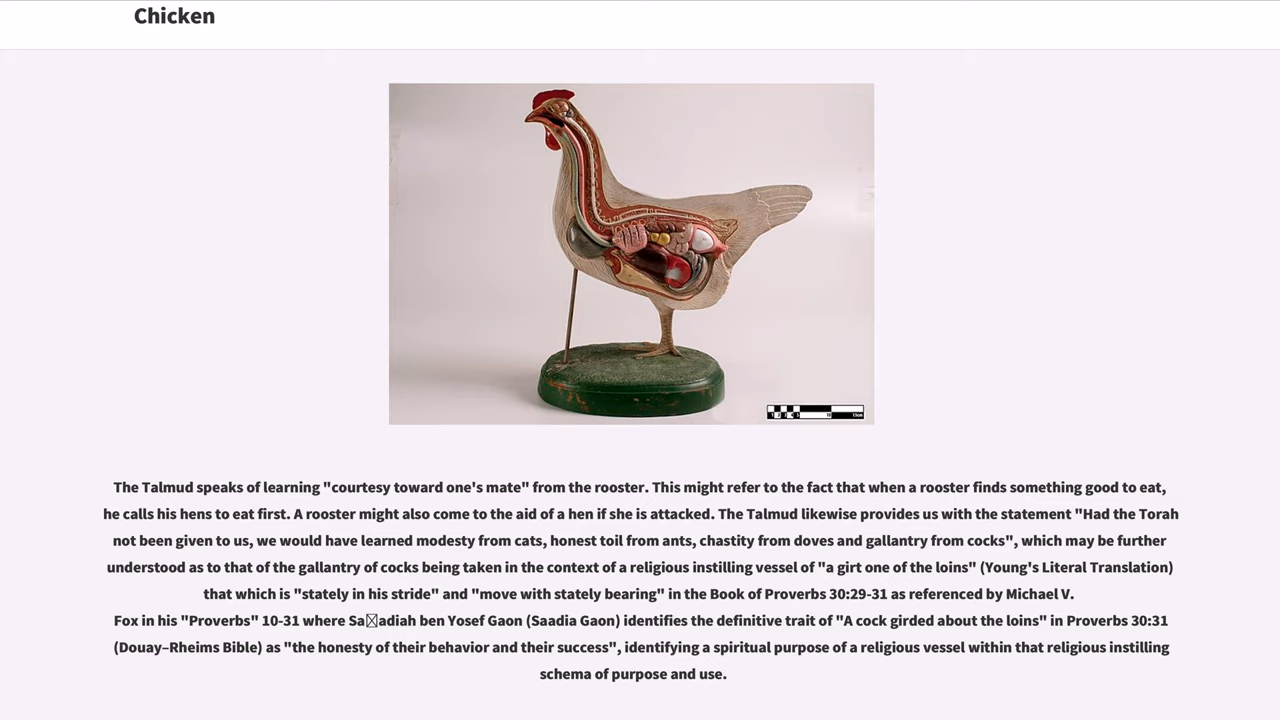 Chicken
The Talmud speaks of learning "courtesy toward one's mate" from the rooster. This might refer to the fact that when a rooster finds something good to eat,
he calls his hens to eat first. A rooster might also come to the aid of a hen if she is attacked. The Talmud likewise provides us with the statement "Had the Torah
not been given to us, we would have learned modesty from cats, honest toil from ants, chastity from doves and gallantry from cocks", which may be further
understood as to that of the gallantry of cocks being taken in the context of a religious instilling vessel of "a girt one of the loins" (Young's Literal Translation)
that which is "stately in his stride" and "move with stately bearing" in the Book of Proverbs 30:29-31 as referenced by Michael V.
Fox in his "Proverbs" 10-31 where Sa□adiah ben Yosef Gaon (Saadia Gaon) identifies the definitive trait of "A cock girded about the loins" in Proverbs 30:31
(Douay–Rheims Bible) as "the honesty of their behavior and their success", identifying a spiritual purpose of a religious vessel within that religious instilling
schema of purpose and use.